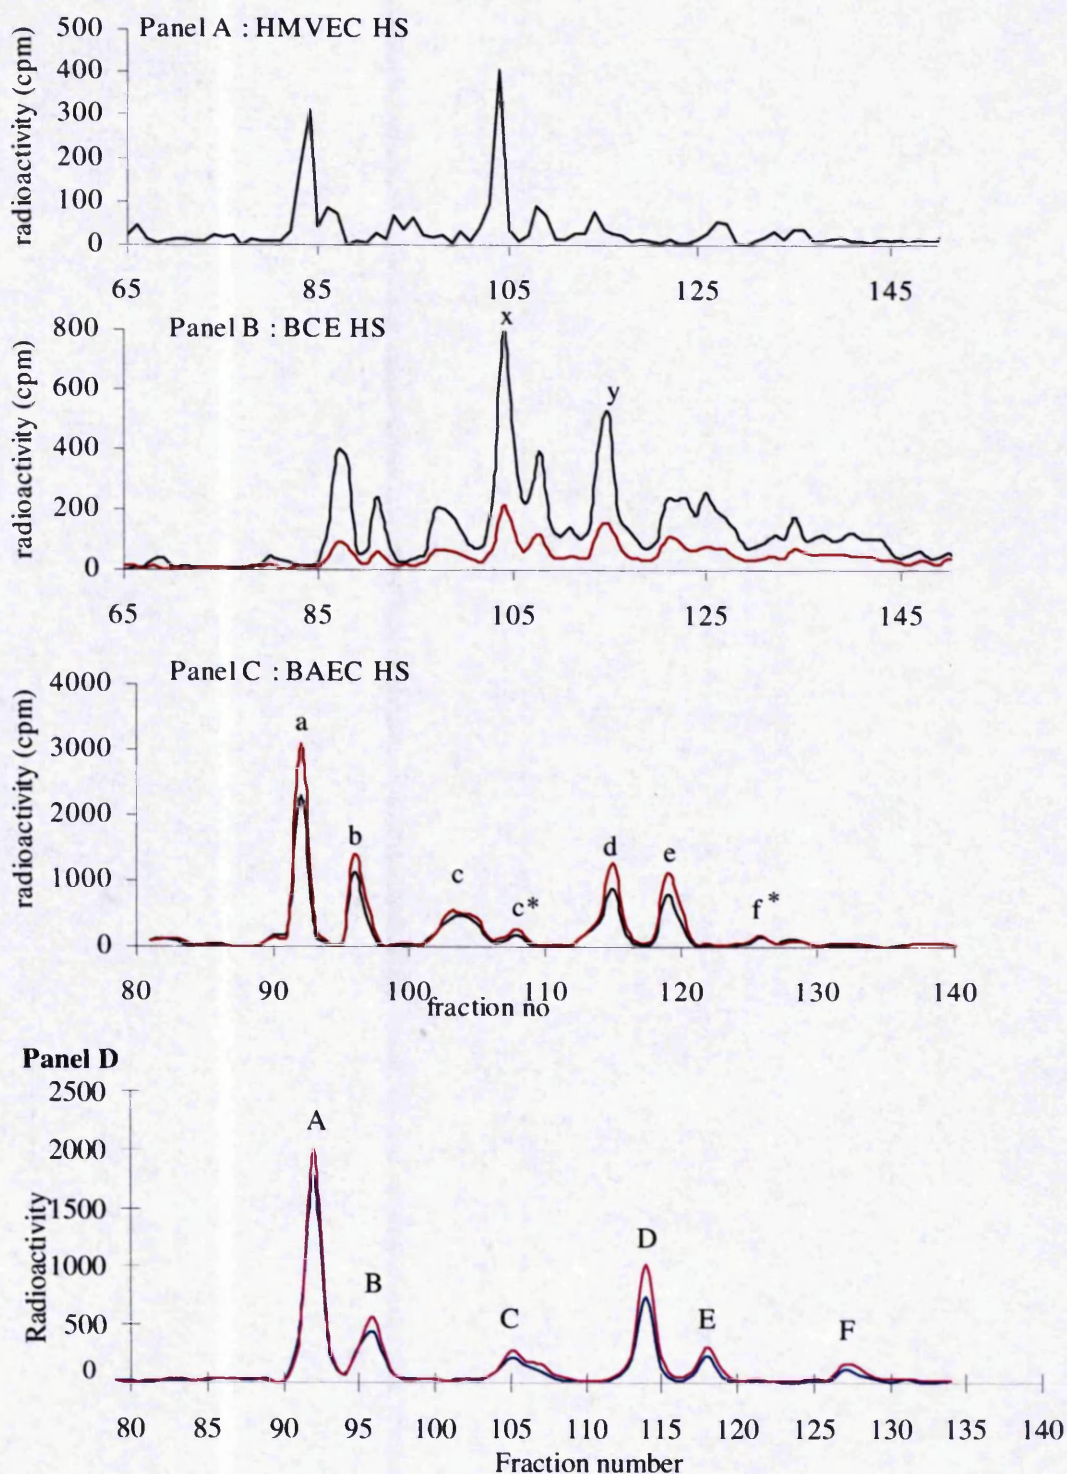 Panel A : HMVEC HS
radioactivity (cpm)
500
400
300
200
100
0
65 85 105 125 145
Panel B : BCE HS
radioactivity (cpm)
800
600
400
200
0
x
y
65 85 105 125 145
Panel C : BAEC HS
radioactivity (cpm)
4000
3000
2000
1000
0
a
b
c
c*
d
e
f*
80 90 100 110 120 130 140
fraction no
Panel D
Radioactivity
2500
2000
1500
1000
500
0
A
B
C
D
E
F
80 85 90 95 100 105 110 115 120 125 130 135 140
Fraction number